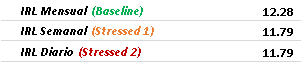 IRL Mensual (Baseline) 12.28
IRL Semanal (Stressed 1) 11.79
IRL Diario (Stressed 2) 11.79